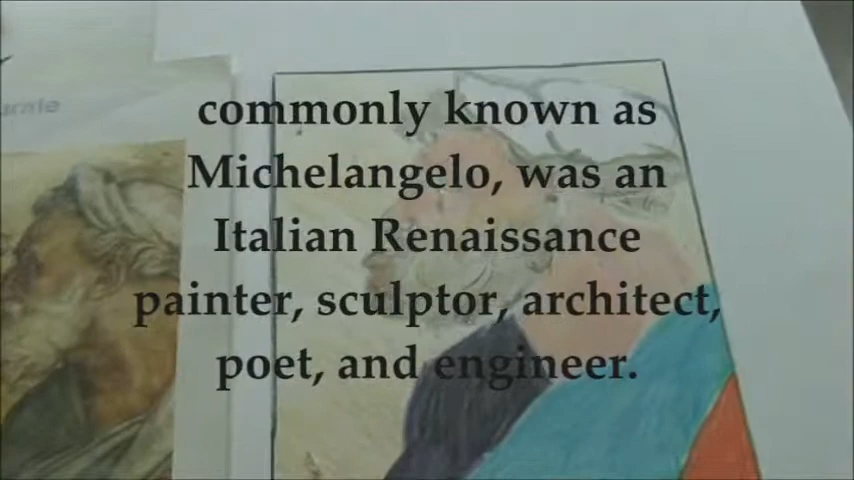 commonly known as
Michelangelo, was an
Italian Renaissance
painter, sculptor, architect,
poet, and engineer.